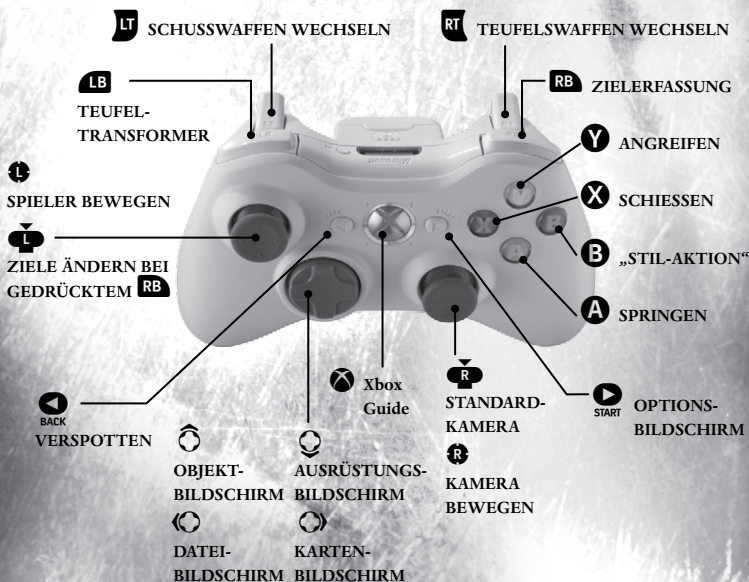 LT SCHUSSWAFFEN WECHSELN
RT TEUFELSWAFFEN WECHSELN
LB
TEUFEL-
TRANSFORMER
RB ZIELERFASSUNG
L
SPIELER BEWEGEN
L
ZIELE ÄNDERN BEI
GEDRÜCKTEM RB
Y ANGREIFEN
X SCHIESSEN
B „STIL-AKTION“
A SPRINGEN
Microsoft
BACK
VERSPOTTEN
OBJEKT-
BILDSCHIRM
AUSRÜSTUNGS-
BILDSCHIRM
DATEI-
BILDSCHIRM
KARTEN-
BILDSCHIRM
Xbox
Guide
R
STANDARD-
KAMERA
R
KAMERA
BEWEGEN
START
OPTIONS-
BILDSCHIRM